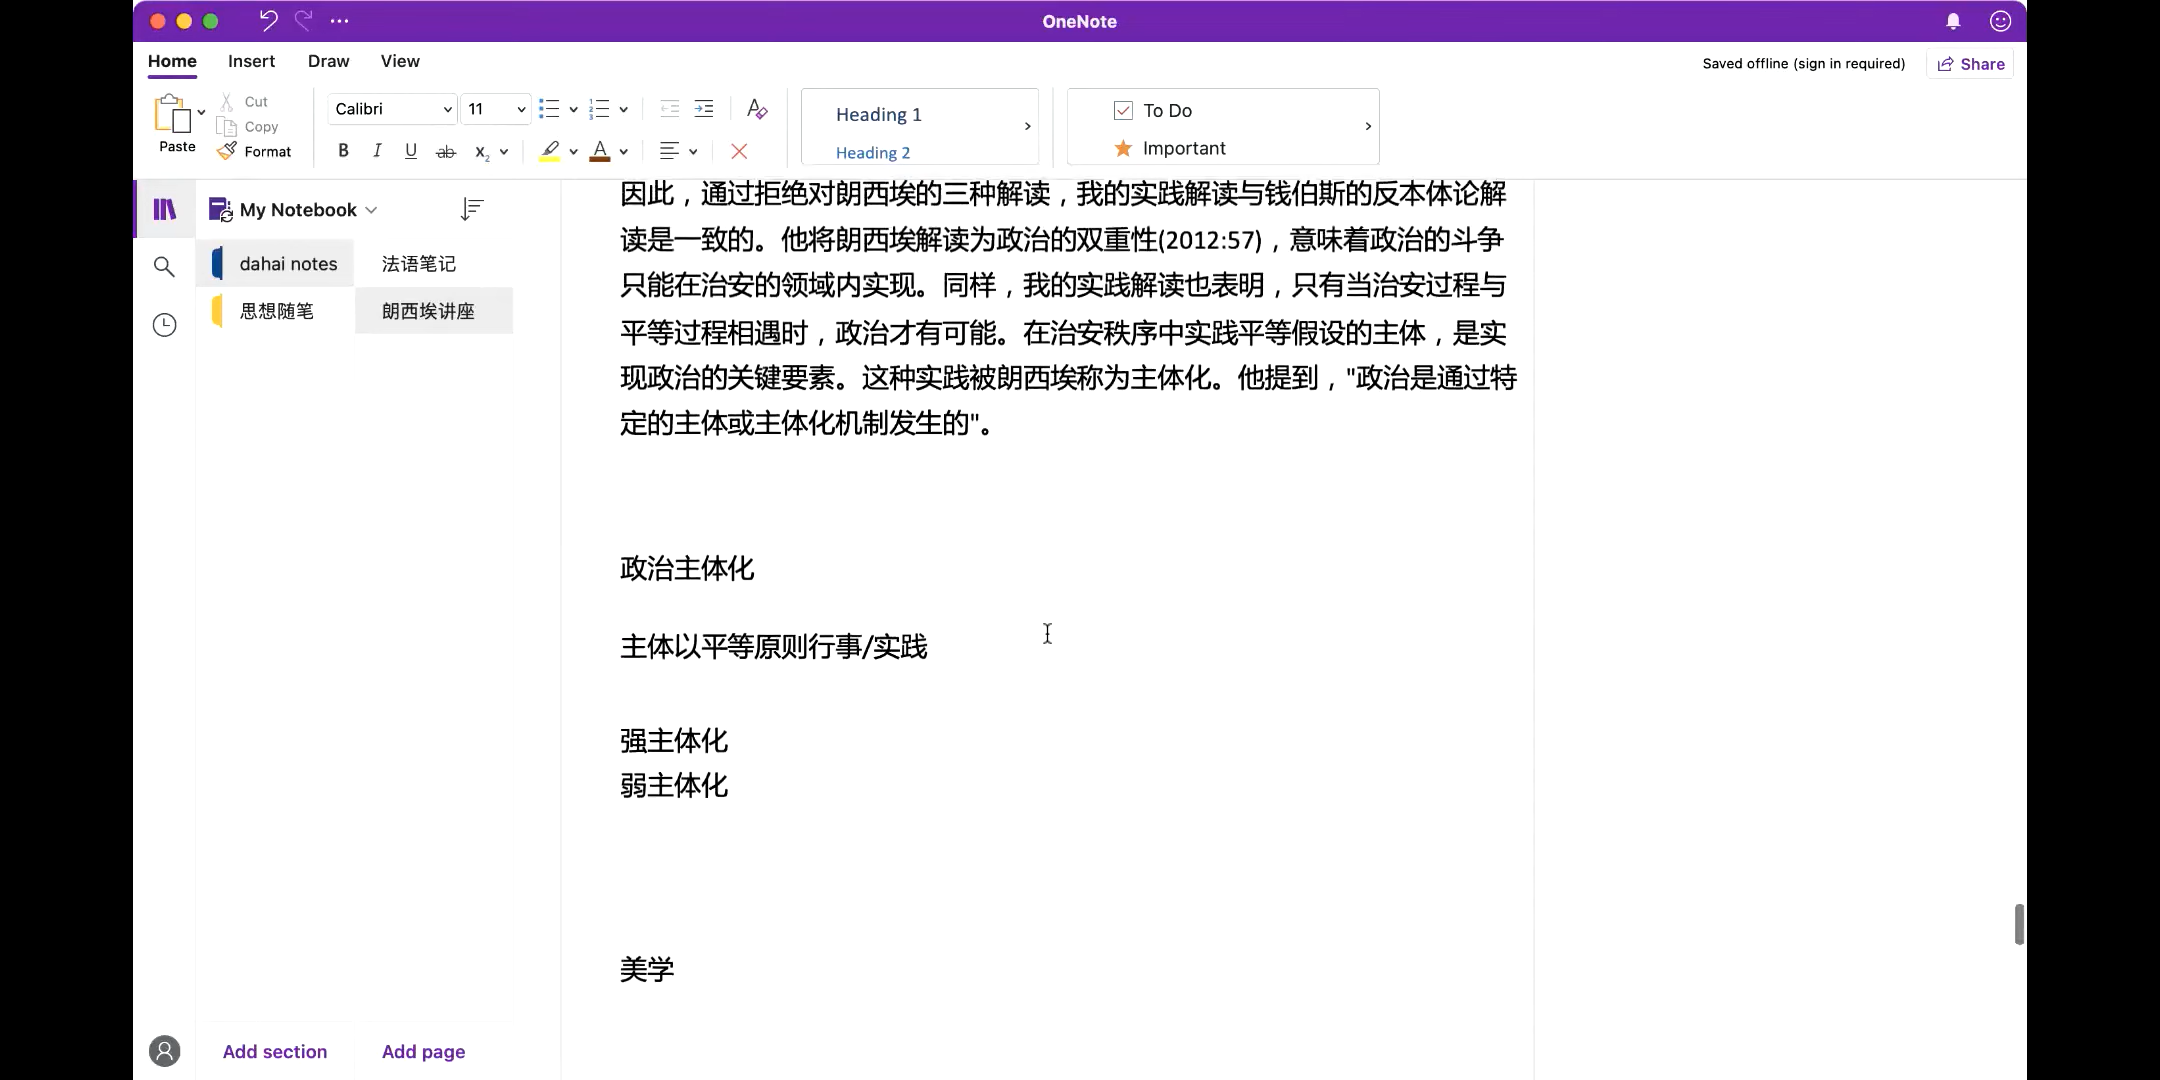 OneNote
Home Insert Draw View
Saved offline (sign in required) Share
Paste
Cut
Copy
Format
Calibri 11
B I U ab x₂ A
Heading 1
Heading 2
To Do
Important
My Notebook
dahai notes
思想随笔
法语笔记
朗西埃讲座
因此，通过拒绝对朗西埃的三种解读，我的实践解读与钱伯斯的反本体论解
读是一致的。他将朗西埃解读为政治的双重性(2012:57)，意味着政治的斗争
只能在治安的领域内实现。同样，我的实践解读也表明，只有当治安过程与
平等过程相遇时，政治才有可能。在治安秩序中实践平等假设的主体，是实
现政治的关键要素。这种实践被朗西埃称为主体化。他提到，"政治是通过特
定的主体或主体化机制发生的"。
政治主体化
主体以平等原则行事/实践
强主体化
弱主体化
美学
Add section Add page